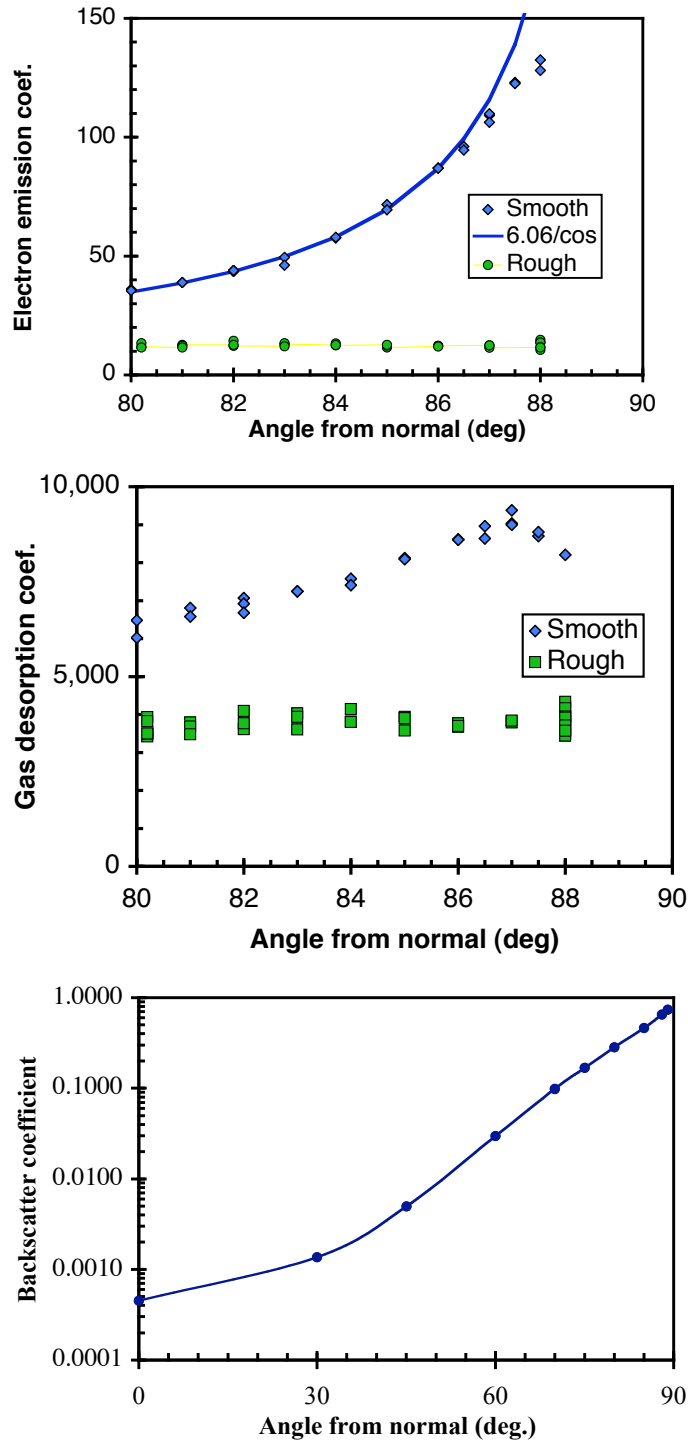 Electron emission coef.
150
100
50
0
Smooth
6.06/cos
Rough
80 82 84 86 88 90
Angle from normal (deg)
Gas desorption coef.
10,000
5,000
0
Smooth
Rough
80 82 84 86 88 90
Angle from normal (deg)
Backscatter coefficient
1.0000
0.1000
0.0100
0.0010
0.0001
0 30 60 90
Angle from normal (deg.)